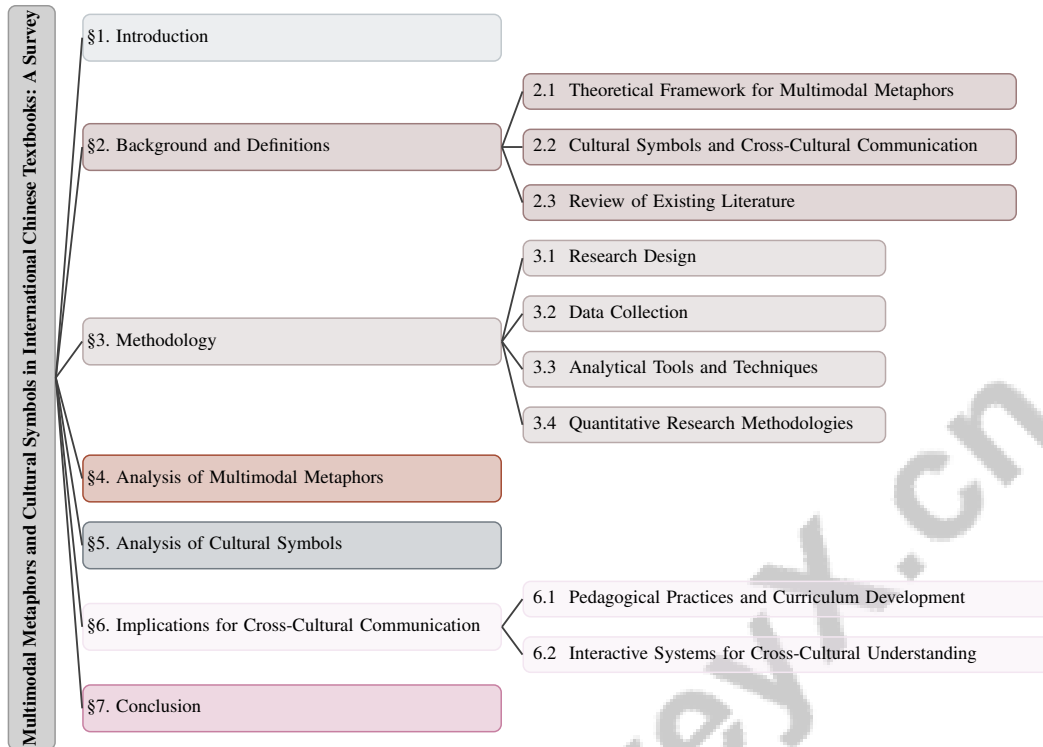 Multimodal Metaphors and Cultural Symbols in International Chinese Textbooks: A Survey
§1. Introduction
§2. Background and Definitions
2.1 Theoretical Framework for Multimodal Metaphors
2.2 Cultural Symbols and Cross-Cultural Communication
2.3 Review of Existing Literature
§3. Methodology
3.1 Research Design
3.2 Data Collection
3.3 Analytical Tools and Techniques
3.4 Quantitative Research Methodologies
§4. Analysis of Multimodal Metaphors
§5. Analysis of Cultural Symbols
§6. Implications for Cross-Cultural Communication
6.1 Pedagogical Practices and Curriculum Development
6.2 Interactive Systems for Cross-Cultural Understanding
§7. Conclusion